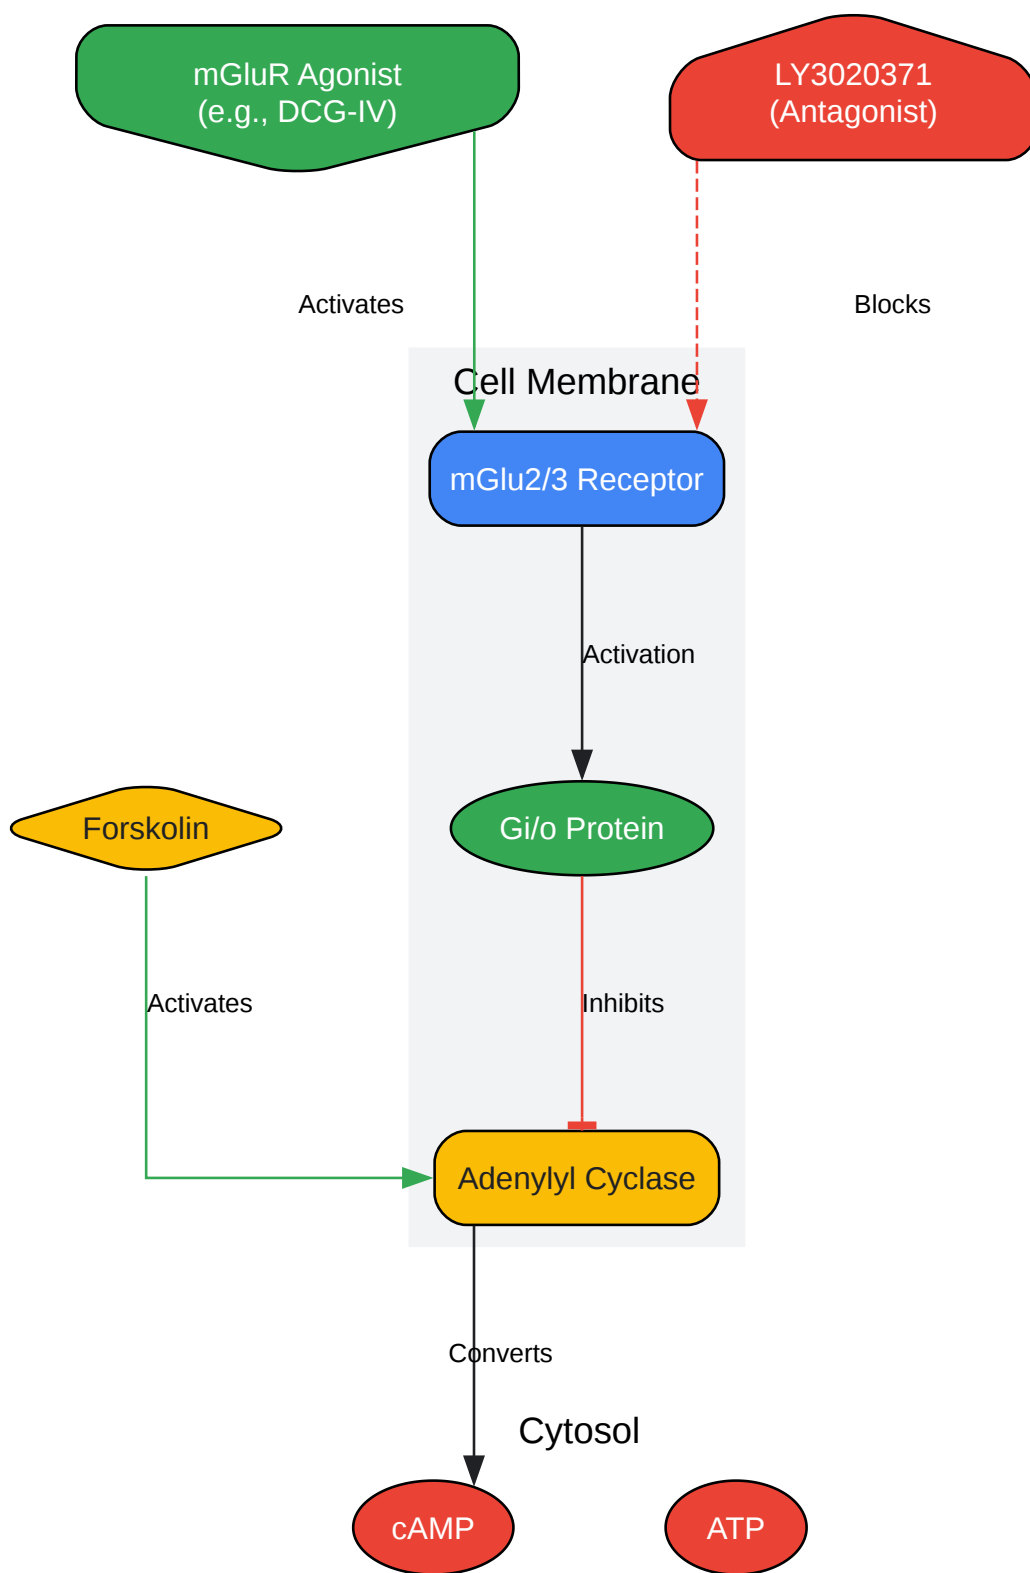 mGluR Agonist
(e.g., DCG-IV)
LY3020371
(Antagonist)
Activates
Blocks
Cell Membrane
mGlu2/3 Receptor
Activation
Forskolin
Gi/o Protein
Activates
Inhibits
Adenylyl Cyclase
Converts
Cytosol
cAMP
ATP